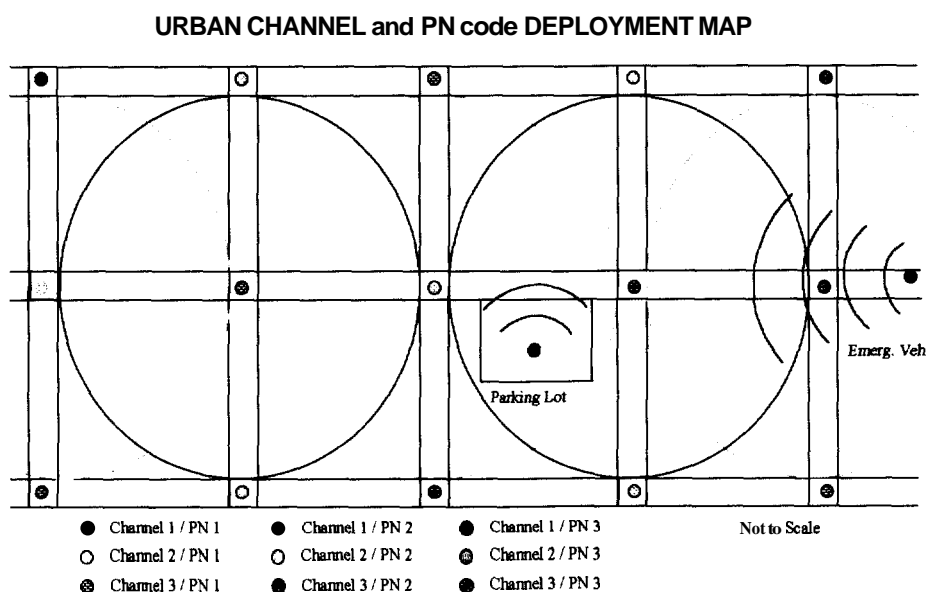 URBAN CHANNEL and PN code DEPLOYMENT MAP
Emerg. Veh
Parking Lot
Channel 1 / PN 1 Channel 1 / PN 2 Channel 1 / PN 3 Not to Scale
Channel 2 / PN 1 Channel 2 / PN 2 Channel 2 / PN 3
Channel 3 / PN 1 Channel 3 / PN 2 Channel 3 / PN 3